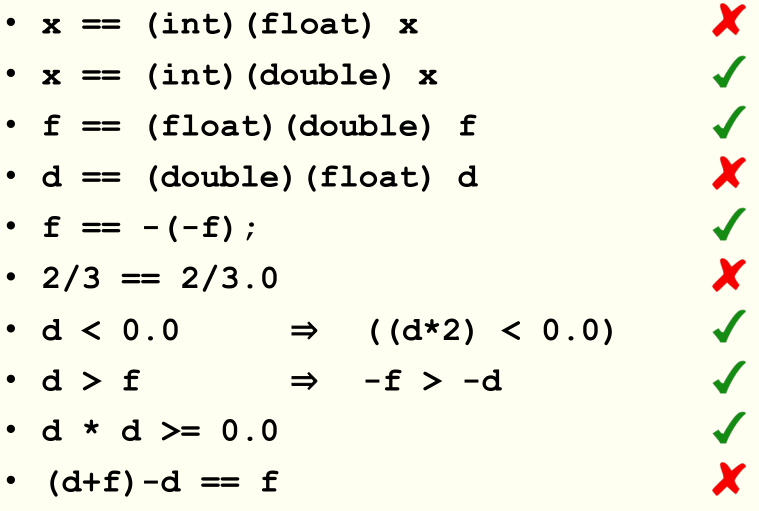 • x == (int)(float) x ✘
• x == (int)(double) x ✓
• f == (float)(double) f ✓
• d == (double)(float) d ✘
• f == -(-f); ✓
• 2/3 == 2/3.0 ✘
• d < 0.0 ⇒ ((d*2) < 0.0) ✓
• d > f ⇒ -f > -d ✓
• d * d >= 0.0 ✓
• (d+f)-d == f ✘